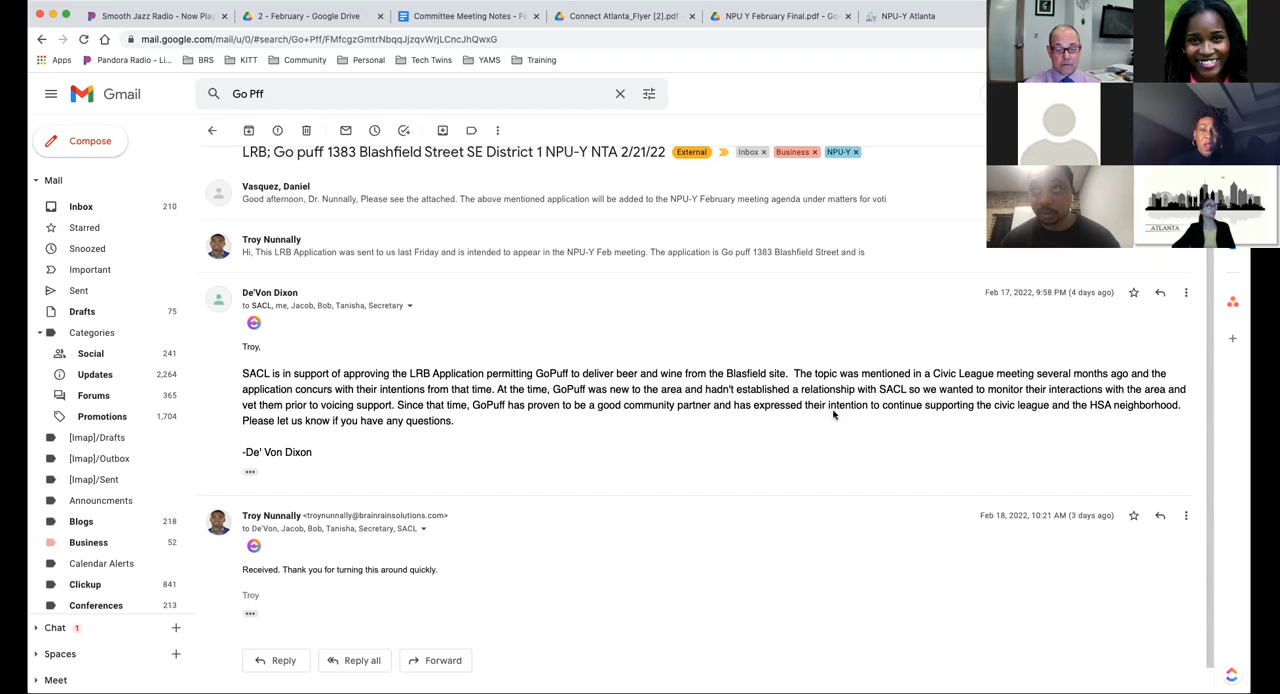 Smooth Jazz Radio - Now Play
2 - February - Google Drive
Committee Meeting Notes - Fe
Connect Atlanta_Flyer [2].pdf -
NPU Y February Final.pdf - Go
NPU-Y Atlanta
mail.google.com/mail/u/0/#search/Go+Pff/FMfcgzGmtrNbqqJjzqvWrjLCncJhQwxG
Apps
Pandora Radio - Li...
BRS
KITT
Community
Personal
Tech Twins
YAMS
Training
Gmail
Go Pff
Compose
LRB; Go puff 1383 Blashfield Street SE District 1 NPU-Y NTA 2/21/22
External
Inbox
Business
NPU-Y
Mail
Inbox 210
Starred
Snoozed
Important
Sent
Drafts 75
Categories
Social 241
Updates 2,264
Forums 365
Promotions 1,704
[Imap]/Drafts
[Imap]/Outbox
[Imap]/Sent
Announcments
Blogs 218
Business 52
Calendar Alerts
Clickup 841
Conferences 213
Chat 1
Spaces
Meet
Vasquez, Daniel
Good afternoon, Dr. Nunnally, Please see the attached. The above mentioned application will be added to the NPU-Y February meeting agenda under matters for voti
Troy Nunnally
Hi, This LRB Application was sent to us last Friday and is intended to appear in the NPU-Y Feb meeting. The application is Go puff 1383 Blashfield Street and is
De'Von Dixon
Feb 17, 2022, 9:58 PM (4 days ago)
to SACL, me, Jacob, Bob, Tanisha, Secretary
Troy,
SACL is in support of approving the LRB Application permitting GoPuff to deliver beer and wine from the Blasfield site. The topic was mentioned in a Civic League meeting several months ago and the
application concurs with their intentions from that time. At the time, GoPuff was new to the area and hadn't established a relationship with SACL so we wanted to monitor their interactions with the area and
vet them prior to voicing support. Since that time, GoPuff has proven to be a good community partner and has expressed their intention to continue supporting the civic league and the HSA neighborhood.
Please let us know if you have any questions.
-De' Von Dixon
Troy Nunnally <troynunnally@brainrainsolutions.com>
Feb 18, 2022, 10:21 AM (3 days ago)
to De'Von, Jacob, Bob, Tanisha, Secretary, SACL
Received. Thank you for turning this around quickly.
Troy
Reply
Reply all
Forward
ATLANTA